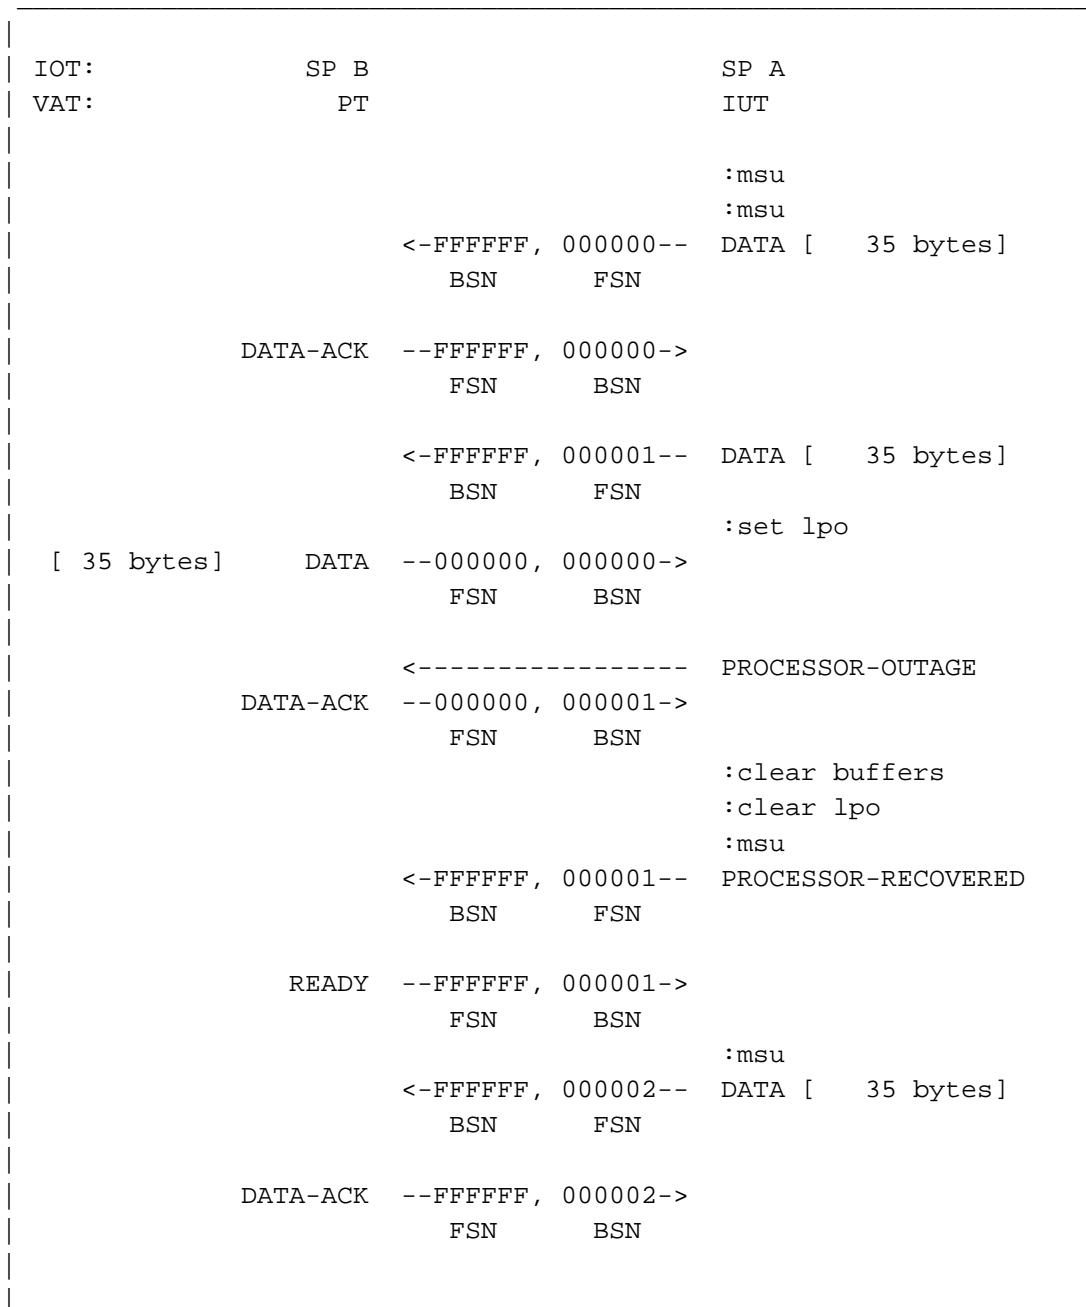 IOT: SP B SP A
VAT: PT IUT
:msu
:msu
<-FFFFFF, 000000-- DATA [ 35 bytes]
BSN FSN
DATA-ACK --FFFFFF, 000000->
FSN BSN
<-FFFFFF, 000001-- DATA [ 35 bytes]
BSN FSN
:set lpo
[ 35 bytes] DATA --000000, 000000->
FSN BSN
<----------------- PROCESSOR-OUTAGE
DATA-ACK --000000, 000001->
FSN BSN
:clear buffers
:clear lpo
:msu
<-FFFFFF, 000001-- PROCESSOR-RECOVERED
BSN FSN
READY --FFFFFF, 000001->
FSN BSN
:msu
<-FFFFFF, 000002-- DATA [ 35 bytes]
BSN FSN
DATA-ACK --FFFFFF, 000002->
FSN BSN